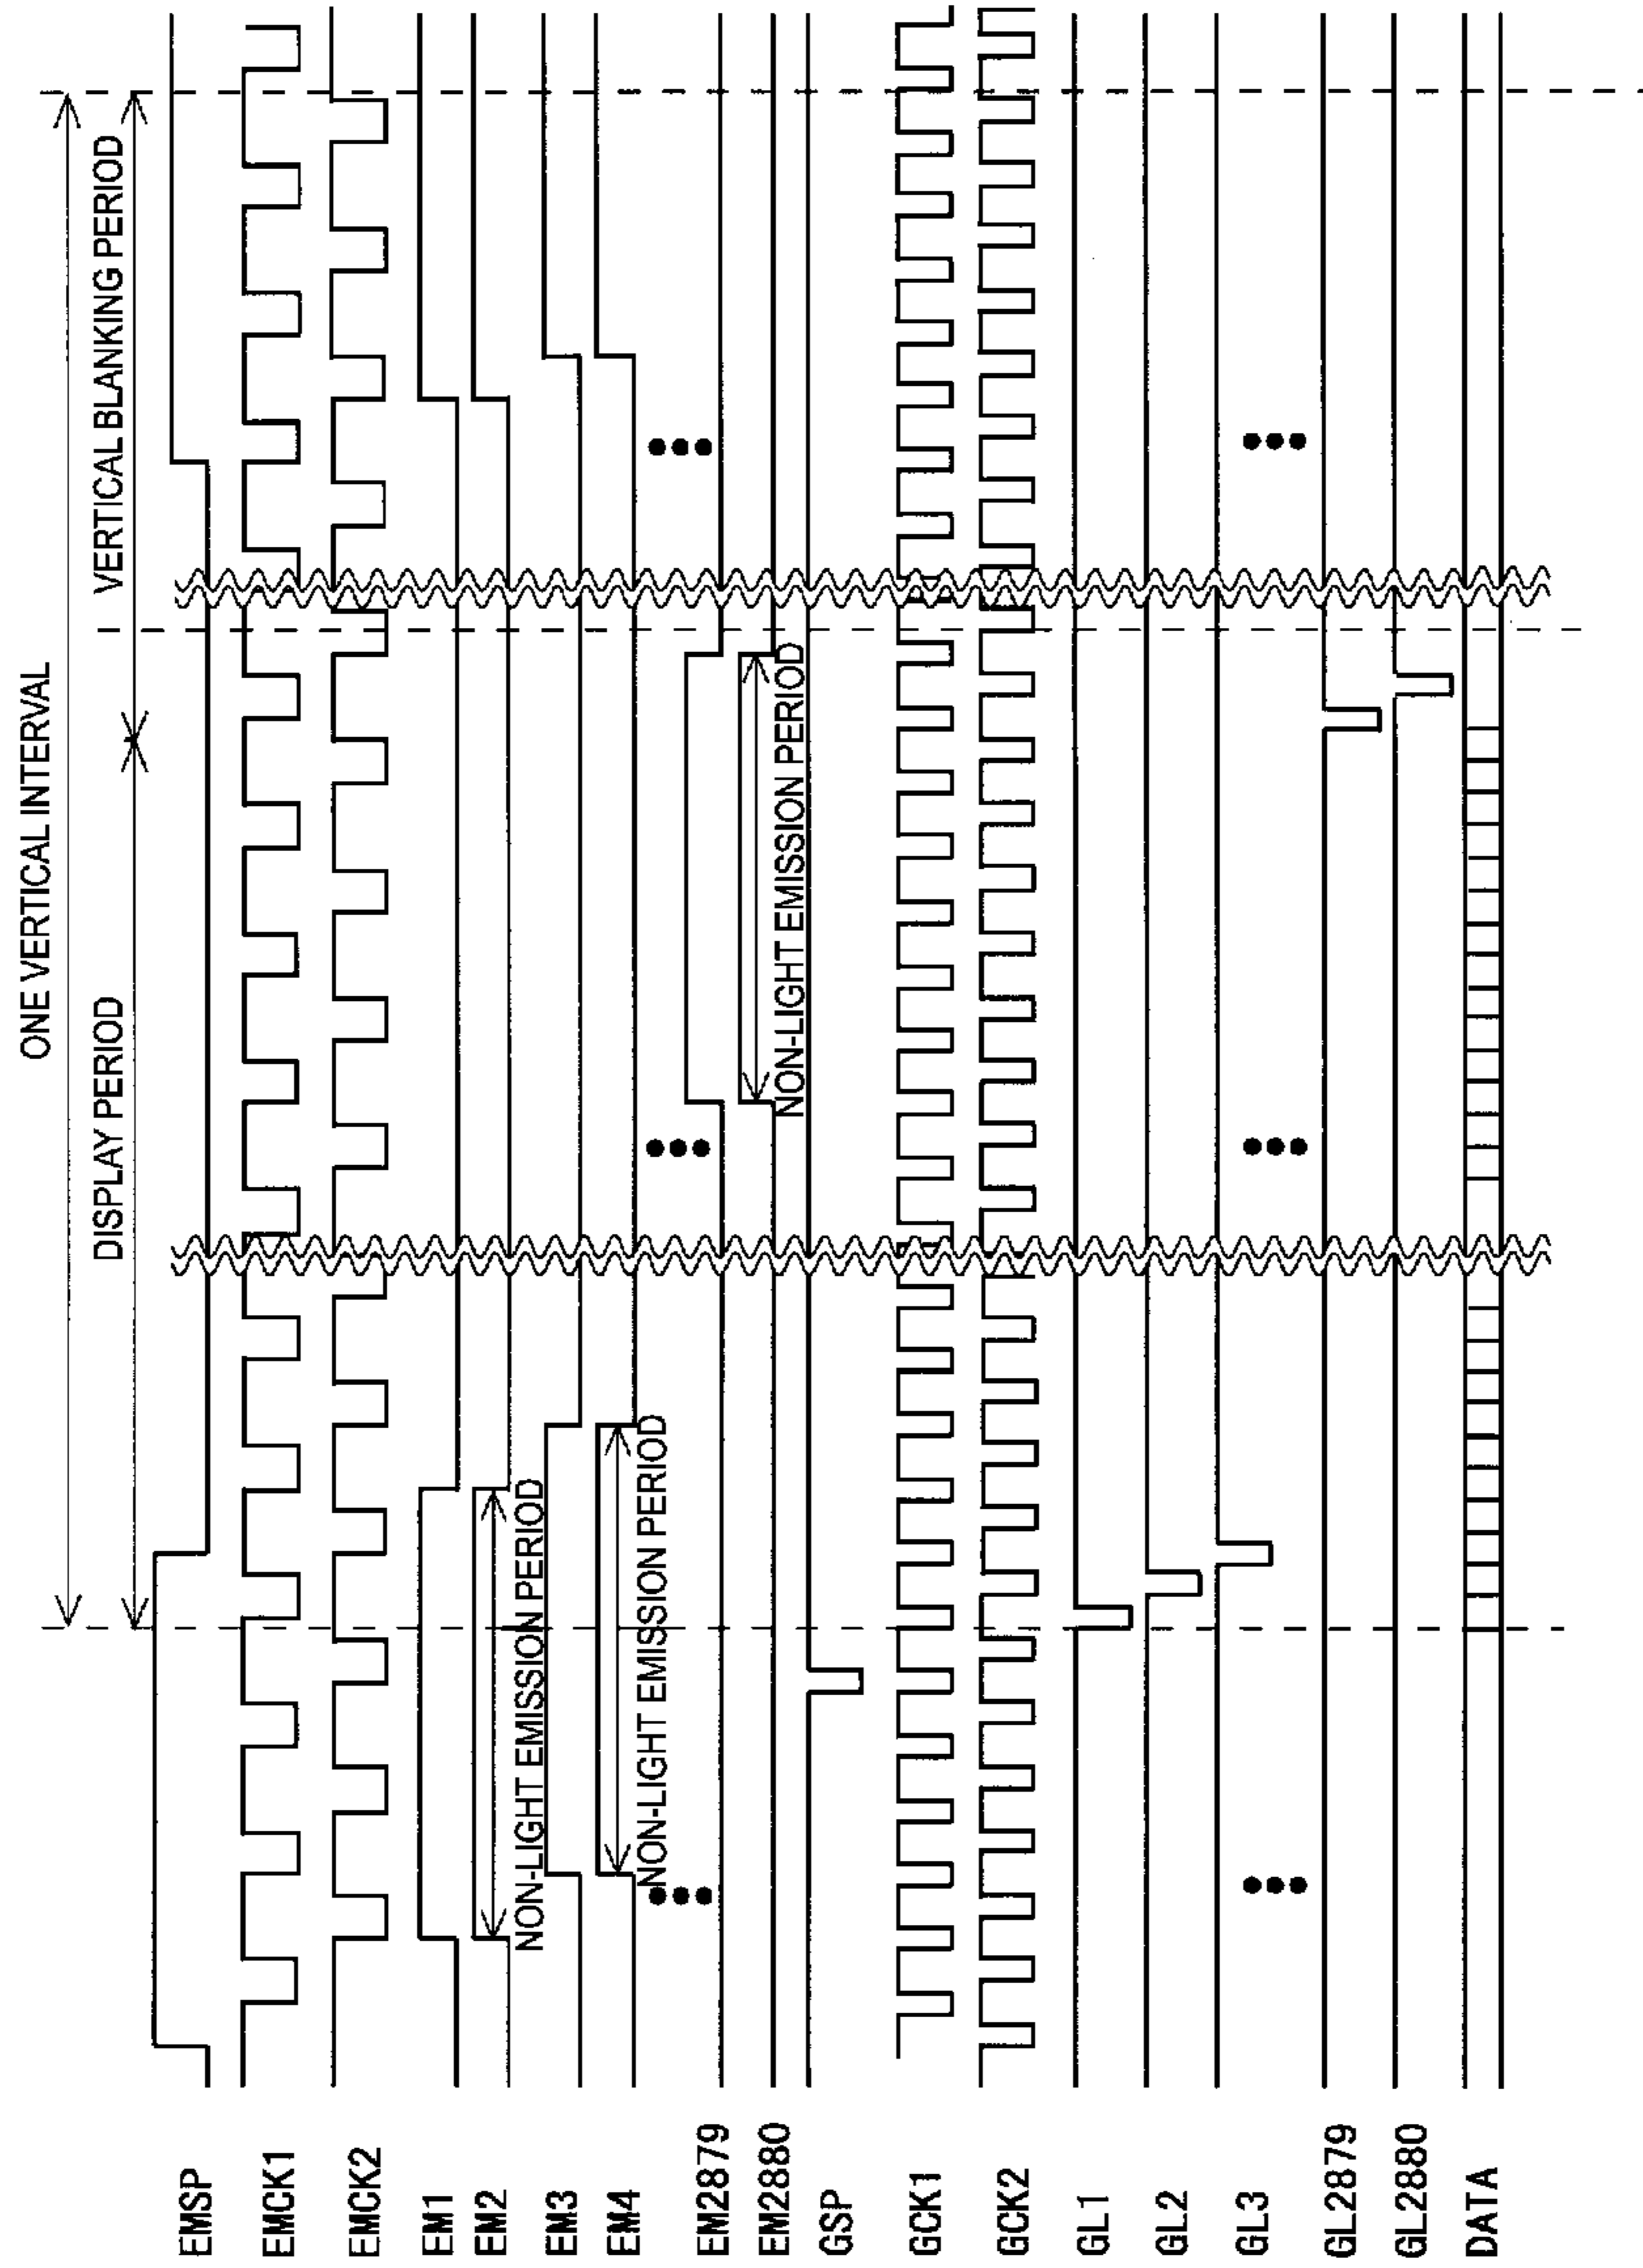 ONE VERTICAL INTERVAL
DISPLAY PERIOD
VERTICAL BLANKING PERIOD
EMSP
EMCK1
EMCK2
EM1
EM2
NON-LIGHT EMISSION PERIOD
EM3
EM4
NON-LIGHT EMISSION PERIOD
EM2879
EM2880
NON-LIGHT EMISSION PERIOD
GSP
GCK1
GCK2
GL1
GL2
GL3
GL2879
GL2880
DATA